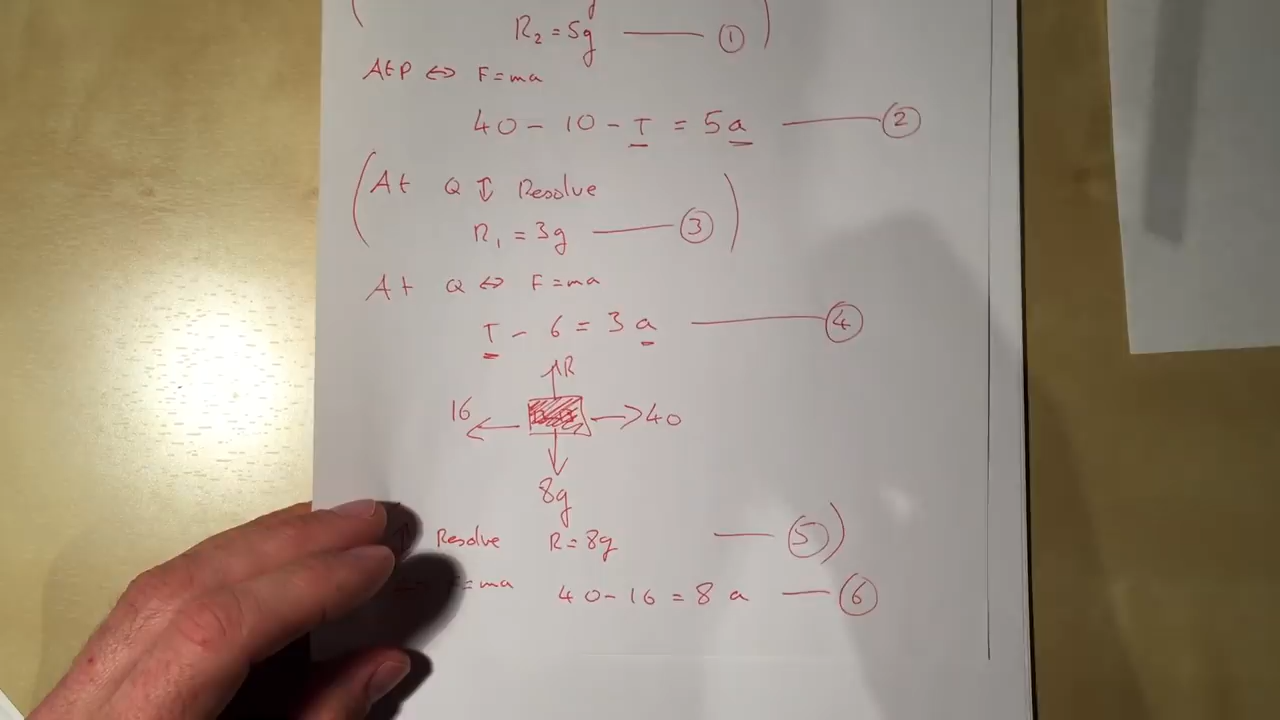 R₂ = 5g ——— ①
At P ↔ F=ma
40 - 10 - T = 5a ——— ②
(At Q ↕ Resolve
R₁ = 3g ——— ③)
At Q ↔ F=ma
T - 6 = 3a ——— ④
R
16 40
8g
Resolve R=8g ——— ⑤)
=ma 40-16 = 8a ——— ⑥